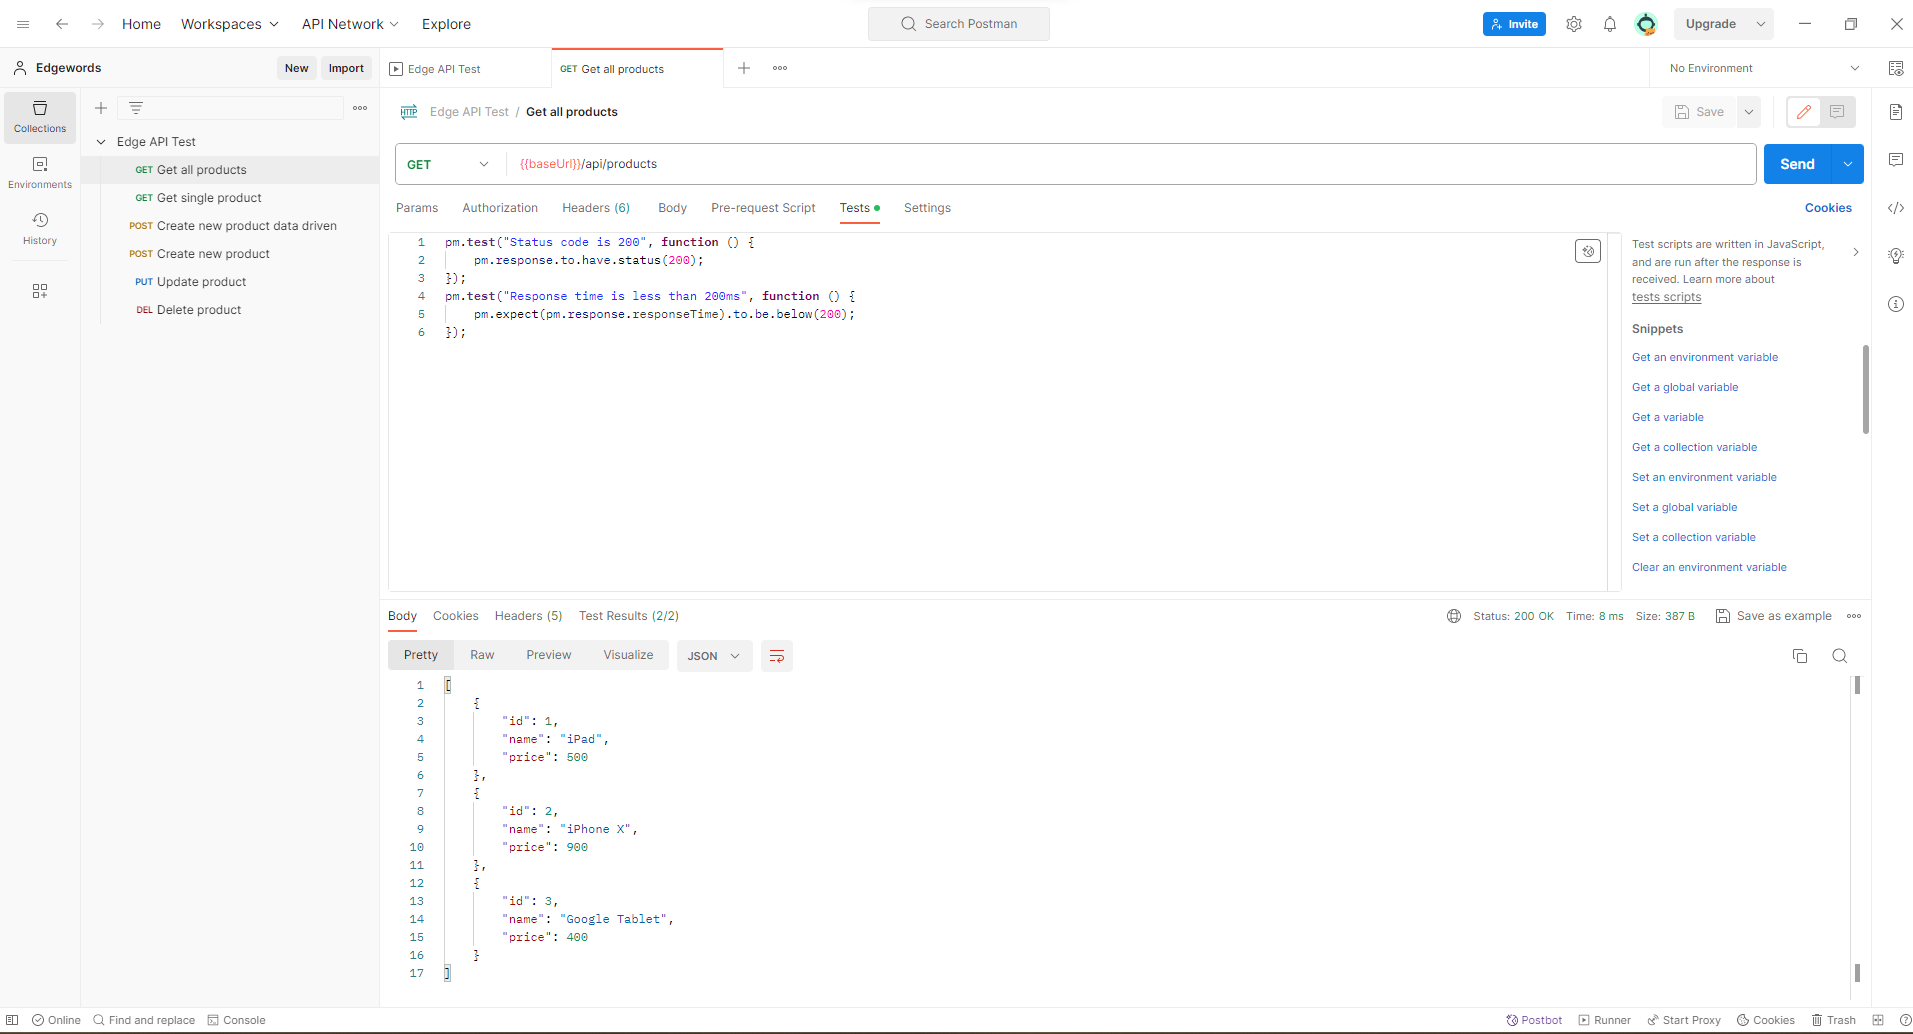 Home Workspaces API Network Explore Search Postman Invite Upgrade
Edgewords New Import Edge API Test GET Get all products No Environment
Collections
Environments
History
Edge API Test
GET Get all products
GET Get single product
POST Create new product data driven
POST Create new product
PUT Update product
DEL Delete product
HTTP Edge API Test / Get all products Save
GET {{baseUrl}}/api/products Send
Params Authorization Headers (6) Body Pre-request Script Tests Settings Cookies
1 pm.test("Status code is 200", function () {
2 pm.response.to.have.status(200);
3 });
4 pm.test("Response time is less than 200ms", function () {
5 pm.expect(pm.response.responseTime).to.be.below(200);
6 });
Test scripts are written in JavaScript,
and are run after the response is
received. Learn more about
tests scripts
Snippets
Get an environment variable
Get a global variable
Get a variable
Get a collection variable
Set an environment variable
Set a global variable
Set a collection variable
Clear an environment variable
Body Cookies Headers (5) Test Results (2/2) Status: 200 OK Time: 8 ms Size: 387 B Save as example
Pretty Raw Preview Visualize JSON
1 [
2 {
3 "id": 1,
4 "name": "iPad",
5 "price": 500
6 },
7 {
8 "id": 2,
9 "name": "iPhone X",
10 "price": 900
11 },
12 {
13 "id": 3,
14 "name": "Google Tablet",
15 "price": 400
16 }
17 ]
Online Find and replace Console Postbot Runner Start Proxy Cookies Trash